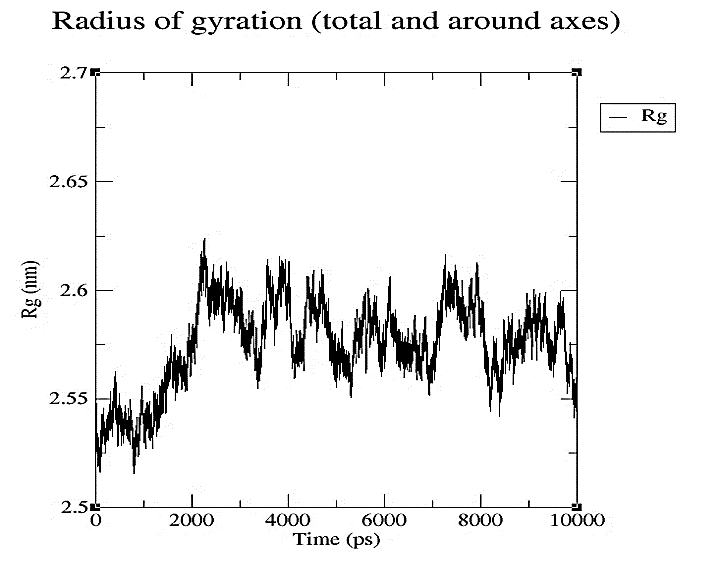 Radius of gyration (total and around axes)
2.7
2.65
2.6
2.55
2.5
Rg (nm)
0 2000 4000 6000 8000 10000
Time (ps)
Rg